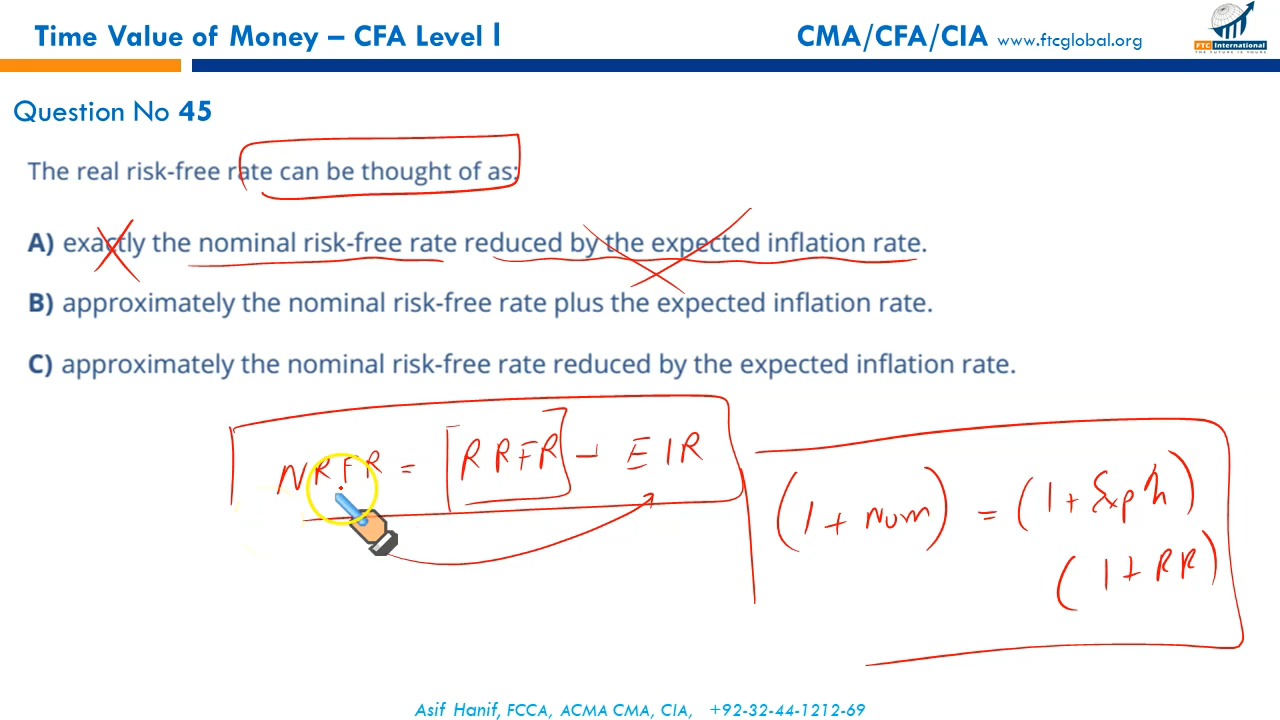 Time Value of Money – CFA Level I
CMA/CFA/CIA www.ftcglobal.org
FTC International
Question No 45
The real risk-free rate can be thought of as:
A) exactly the nominal risk-free rate reduced by the expected inflation rate.
B) approximately the nominal risk-free rate plus the expected inflation rate.
C) approximately the nominal risk-free rate reduced by the expected inflation rate.
NRFR = RRFR + EIR
(1 + Num) = (1 + Exp
(1 + RR)
Asif Hanif, FCCA, ACMA CMA, CIA, +92-32-44-1212-69